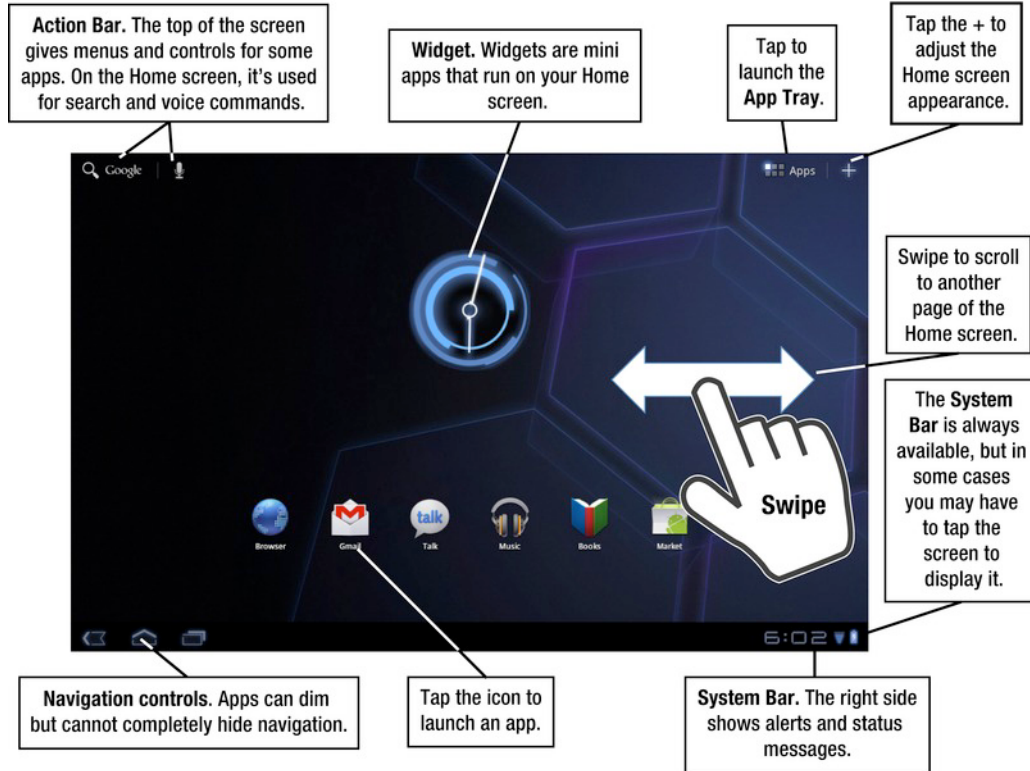 Action Bar. The top of the screen
gives menus and controls for some
apps. On the Home screen, it's used
for search and voice commands.
Widget. Widgets are mini
apps that run on your Home
screen.
Tap to
launch the
App Tray.
Tap the + to
adjust the
Home screen
appearance.
Google
Apps
Swipe to scroll
to another
page of the
Home screen.
The System
Bar is always
available, but in
some cases
you may have
to tap the
screen to
display it.
Swipe
talk
Browser
Gmail
Talk
Music
Books
Market
6:02
Navigation controls. Apps can dim
but cannot completely hide navigation.
Tap the icon to
launch an app.
System Bar. The right side
shows alerts and status
messages.